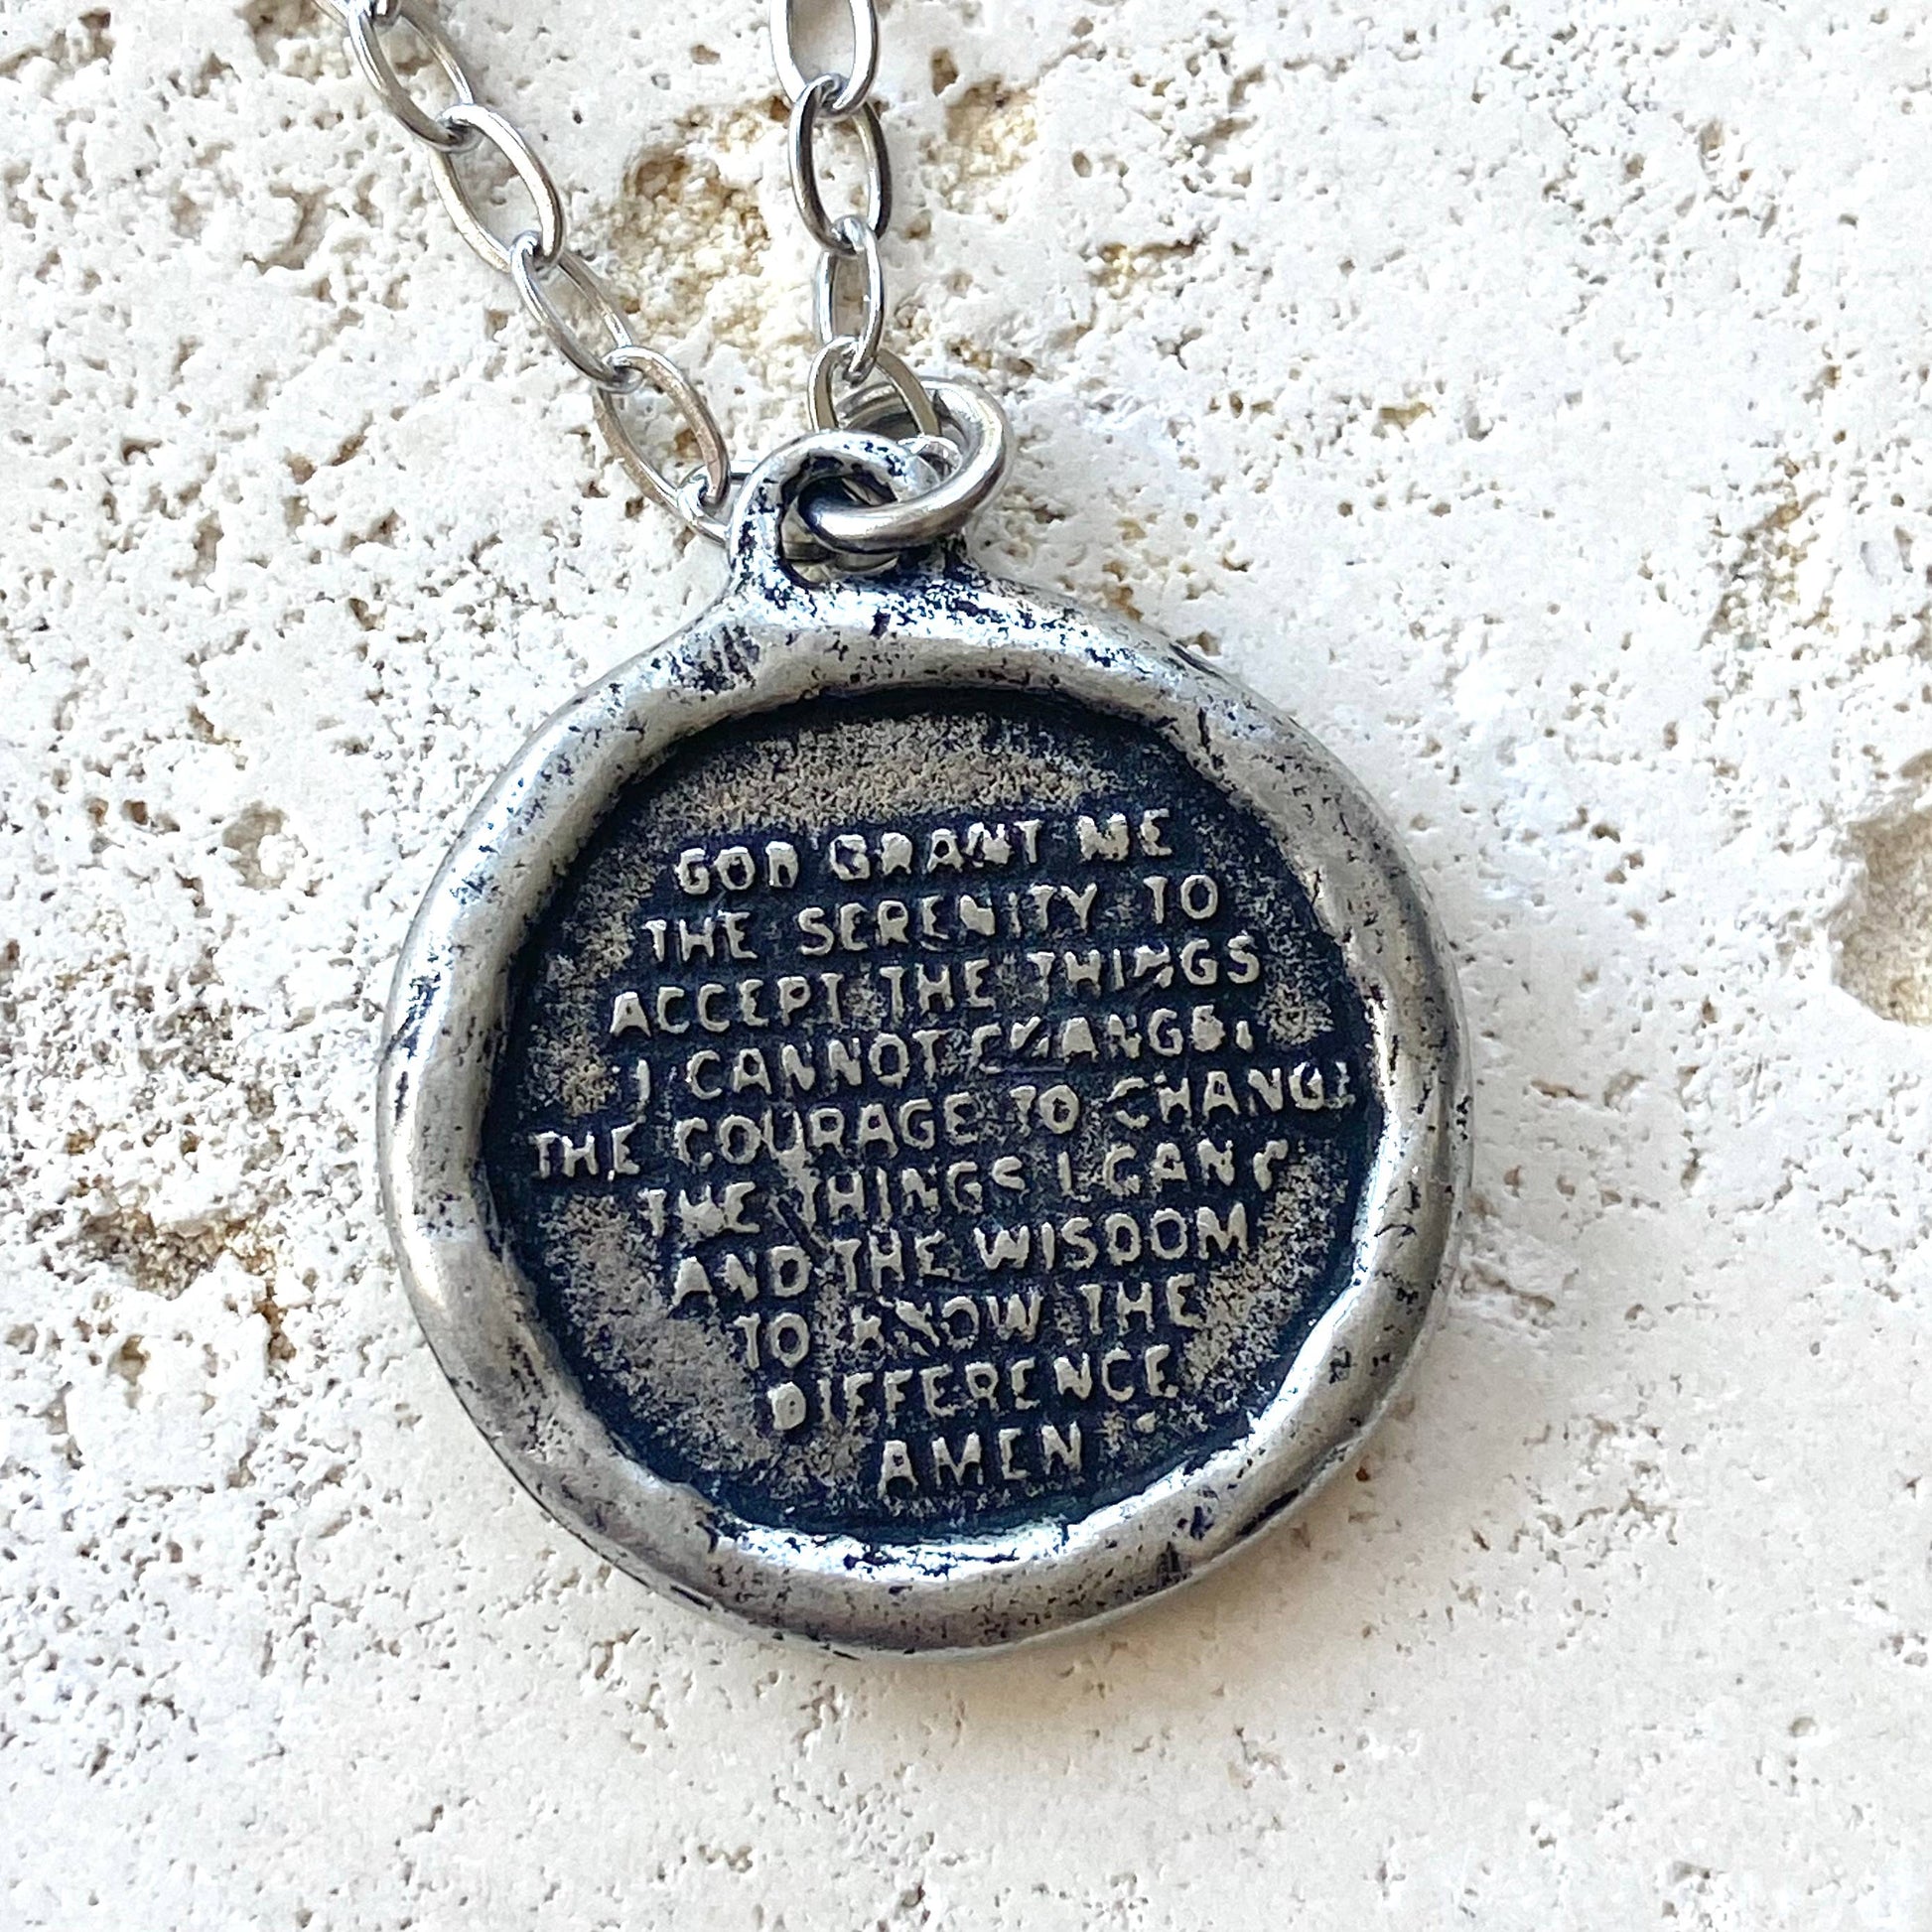 GOD GRANT ME
THE SERENITY TO
ACCEPT THE THINGS
I CANNOT CHANGE,
THE COURAGE TO CHANGE
THE THINGS I CAN,
AND THE WISDOM
TO KNOW THE
DIFFERENCE.
AMEN